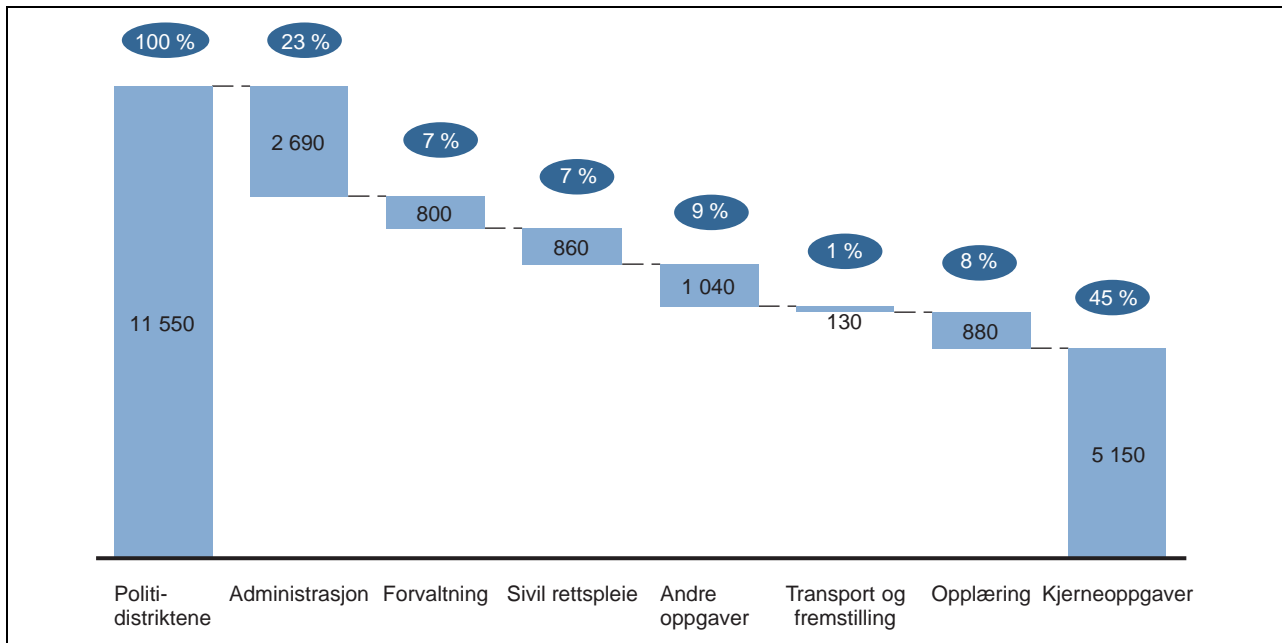 100 %
23 %
7 %
7 %
9 %
1 %
8 %
45 %
11 550
2 690
800
860
1 040
130
880
5 150
Politi-
distriktene
Administrasjon
Forvaltning
Sivil rettspleie
Andre
oppgaver
Transport og
fremstilling
Opplæring
Kjerneoppgaver